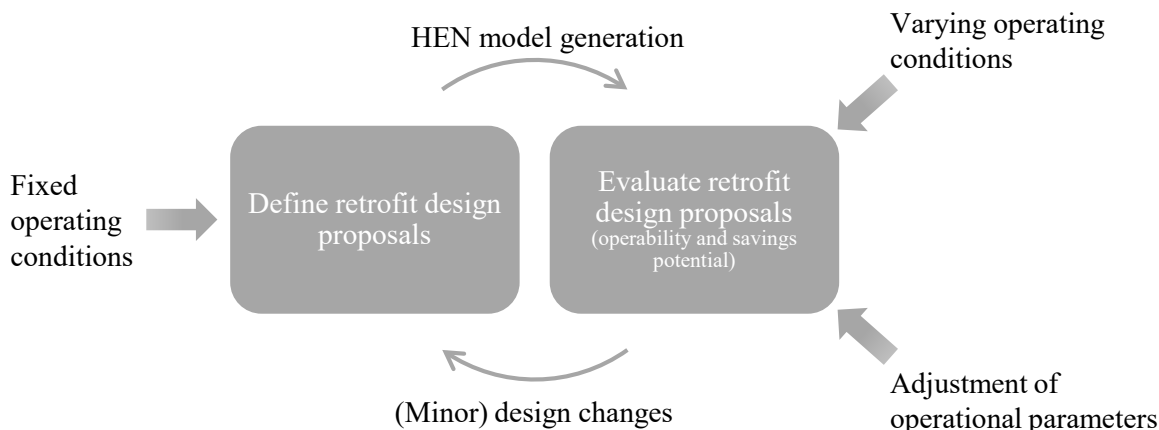 HEN model generation
Varying operating
conditions
Fixed
operating
conditions
Define retrofit design
proposals
Evaluate retrofit
design proposals
(operability and savings
potential)
(Minor) design changes
Adjustment of
operational parameters